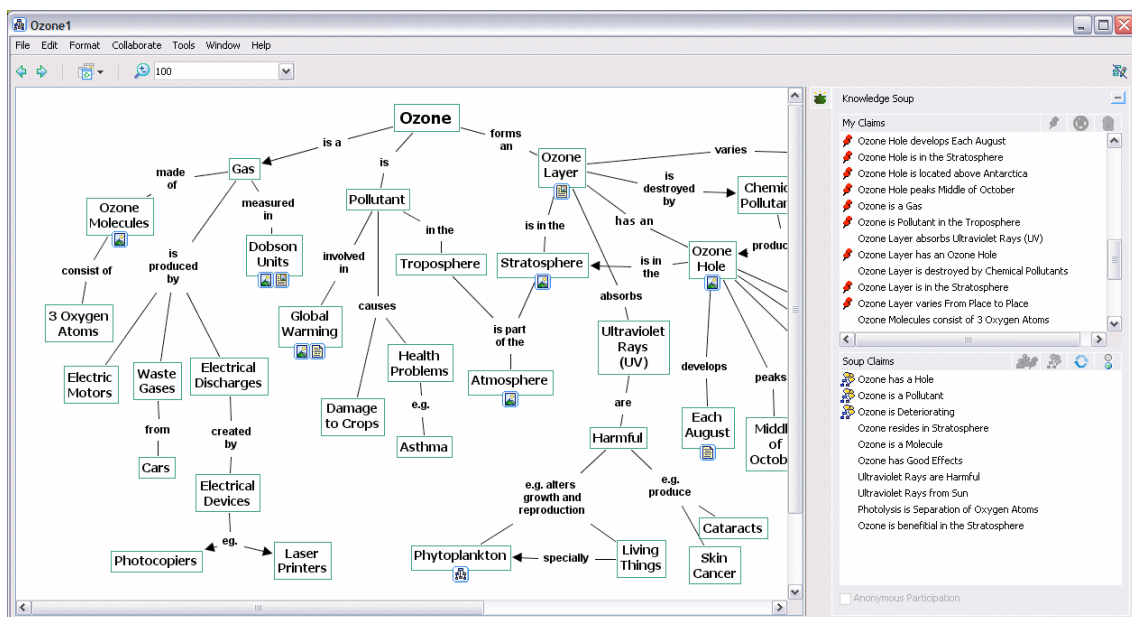 Ozone1
File Edit Format Collaborate Tools Window Help
100
Ozone
is a
is
forms
an
varies
Gas
made
of
measured
in
Ozone
Molecules
consist of
3 Oxygen
Atoms
is
produced
by
Dobson
Units
Electric
Motors
Waste
Gases
from
Cars
Electrical
Discharges
created
by
Electrical
Devices
eg.
Photocopiers
Laser
Printers
Pollutant
involved
in
Global
Warming
causes
Damage
to Crops
Health
Problems
e.g.
Asthma
in the
Troposphere
is part
of the
Atmosphere
Ozone
Layer
is in the
Stratosphere
is
destroyed
by
has an
absorbs
Ultraviolet
Rays
(UV)
are
Harmful
e.g. alters
growth and
reproduction
Phytoplankton
specially
Living
Things
e.g.
produce
Cataracts
Skin
Cancer
Chemic
Pollutan
produc
Ozone
Hole
is in
the
develops
Each
August
peaks
Middl
of
Octob
Knowledge Soup
My Claims
Ozone Hole develops Each August
Ozone Hole is in the Stratosphere
Ozone Hole is located above Antarctica
Ozone Hole peaks Middle of October
Ozone is a Gas
Ozone is Pollutant in the Troposphere
Ozone Layer absorbs Ultraviolet Rays (UV)
Ozone Layer has an Ozone Hole
Ozone Layer is destroyed by Chemical Pollutants
Ozone Layer is in the Stratosphere
Ozone Layer varies From Place to Place
Ozone Molecules consist of 3 Oxygen Atoms
Soup Claims
Ozone has a Hole
Ozone is a Pollutant
Ozone is Deteriorating
Ozone resides in Stratosphere
Ozone is a Molecule
Ozone has Good Effects
Ultraviolet Rays are Harmful
Ultraviolet Rays from Sun
Photolysis is Separation of Oxygen Atoms
Ozone is benefitial in the Stratosphere
Anonymous Participation